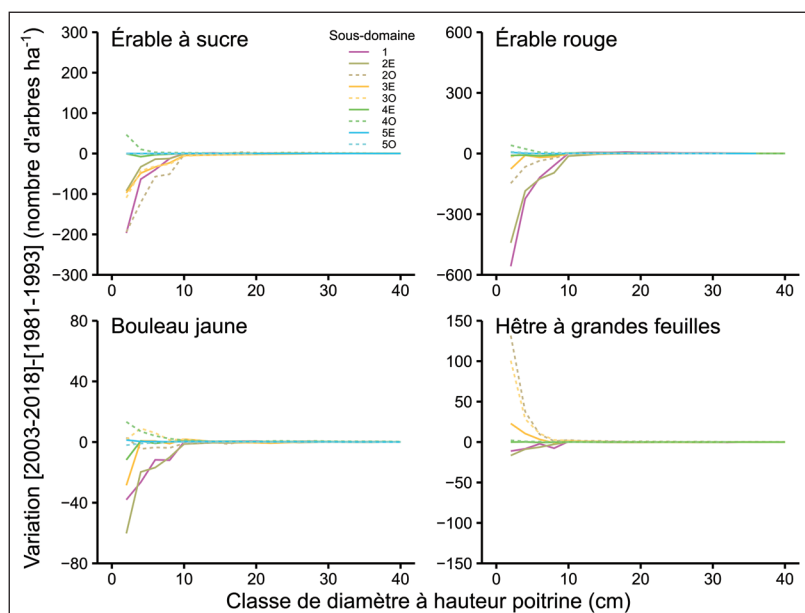 Variation [2003-2018]-[1981-1993] (nombre d'arbres ha⁻¹)
Érable à sucre
300
200
100
0
−100
−200
−300
0 10 20 30 40
Sous-domaine
1
2E
2O
3E
3O
4E
4O
5E
5O
Érable rouge
600
300
0
−300
−600
0 10 20 30 40
Bouleau jaune
80
40
0
−40
−80
0 10 20 30 40
Hêtre à grandes feuilles
150
100
50
0
−50
−100
−150
0 10 20 30 40
Classe de diamètre à hauteur poitrine (cm)